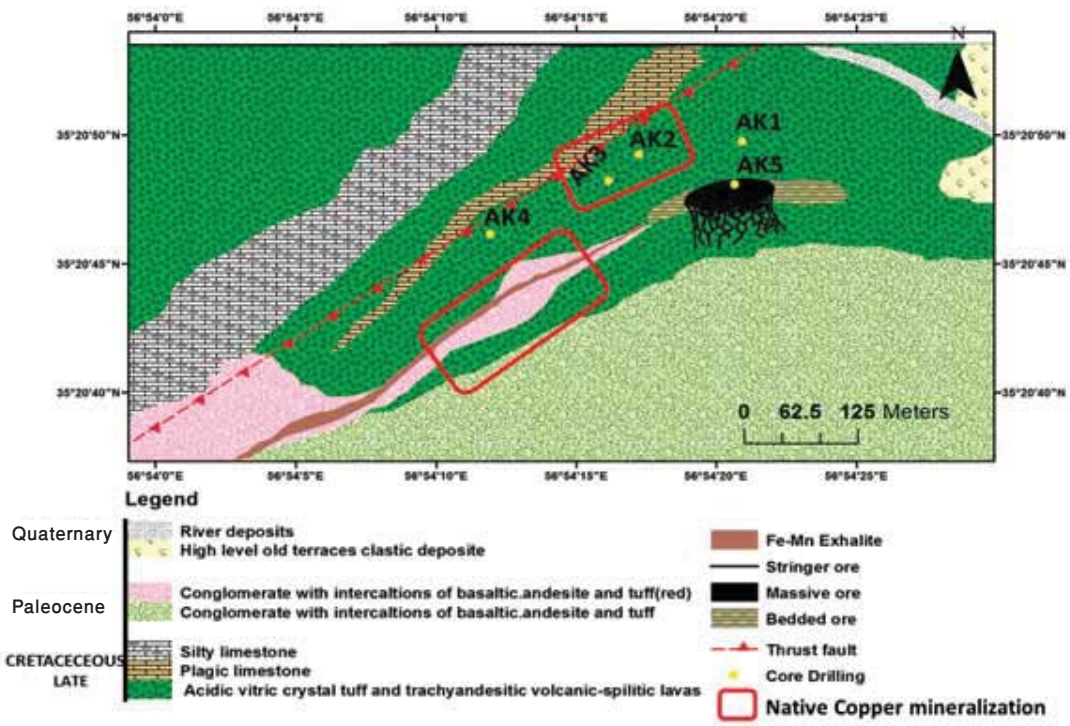 56°54'0"E 56°54'5"E 56°54'10"E 56°54'15"E 56°54'20"E 56°54'25"E
N
35°20'50"N 35°20'50"N
AK1
AK2
AK3
AK5
AK4
35°20'45"N 35°20'45"N
35°20'40"N 35°20'40"N
0 62.5 125 Meters
56°54'0"E 56°54'5"E 56°54'10"E 56°54'15"E 56°54'20"E 56°54'25"E
Legend
Quaternary
River deposits
High level old terraces clastic deposite
Paleocene
Conglomerate with intercaltions of basaltic.andesite and tuff(red)
Conglomerate with intercaltions of basaltic.andesite and tuff
CRETACECEOUS
LATE
Silty limestone
Plagic limestone
Acidic vitric crystal tuff and trachyandesitic volcanic-spilitic lavas
Fe-Mn Exhalite
Stringer ore
Massive ore
Bedded ore
Thrust fault
Core Drilling
Native Copper mineralization